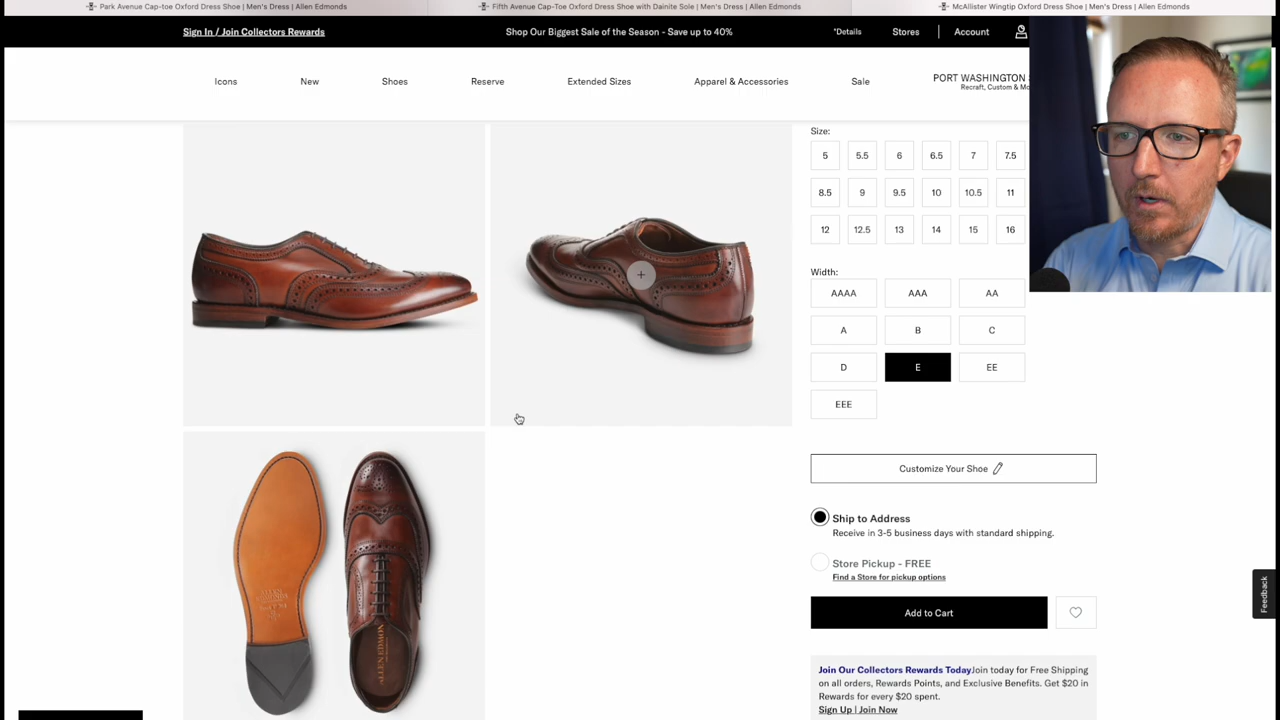 Park Avenue Cap-toe Oxford Dress Shoe | Men's Dress | Allen Edmonds
Fifth Avenue Cap-Toe Oxford Dress Shoe with Dainite Sole | Men's Dress | Allen Edmonds
McAllister Wingtip Oxford Dress Shoe | Men's Dress | Allen Edmonds
Sign In / Join Collectors Rewards
Shop Our Biggest Sale of the Season - Save up to 40%
*Details
Stores
Account
Icons
New
Shoes
Reserve
Extended Sizes
Apparel & Accessories
Sale
PORT WASHINGTON
Recraft, Custom & Mo
Size:
5 5.5 6 6.5 7 7.5
8.5 9 9.5 10 10.5 11
12 12.5 13 14 15 16
Width:
AAAA AAA AA
A B C
D E EE
EEE
Customize Your Shoe
Ship to Address
Receive in 3-5 business days with standard shipping.
Store Pickup - FREE
Find a Store for pickup options
Add to Cart
Feedback
Join Our Collectors Rewards TodayJoin today for Free Shipping
on all orders, Rewards Points, and Exclusive Benefits. Get $20 in
Rewards for every $20 spent.
Sign Up | Join Now